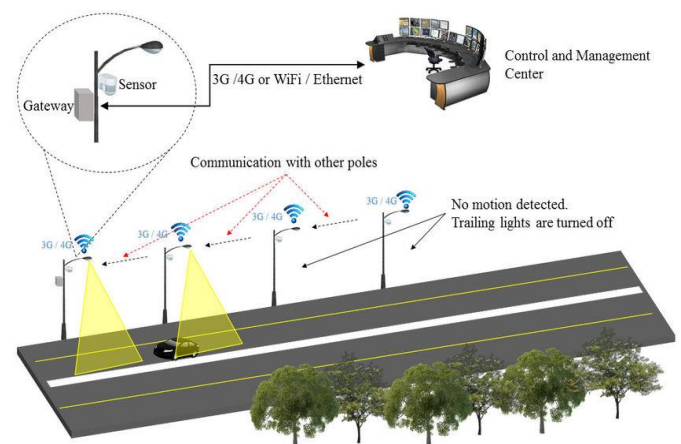 Control and Management
Center
3G /4G or WiFi / Ethernet
Sensor
Gateway
Communication with other poles
No motion detected.
Trailing lights are turned off
3G / 4G
3G / 4G
3G / 4G
3G / 4G